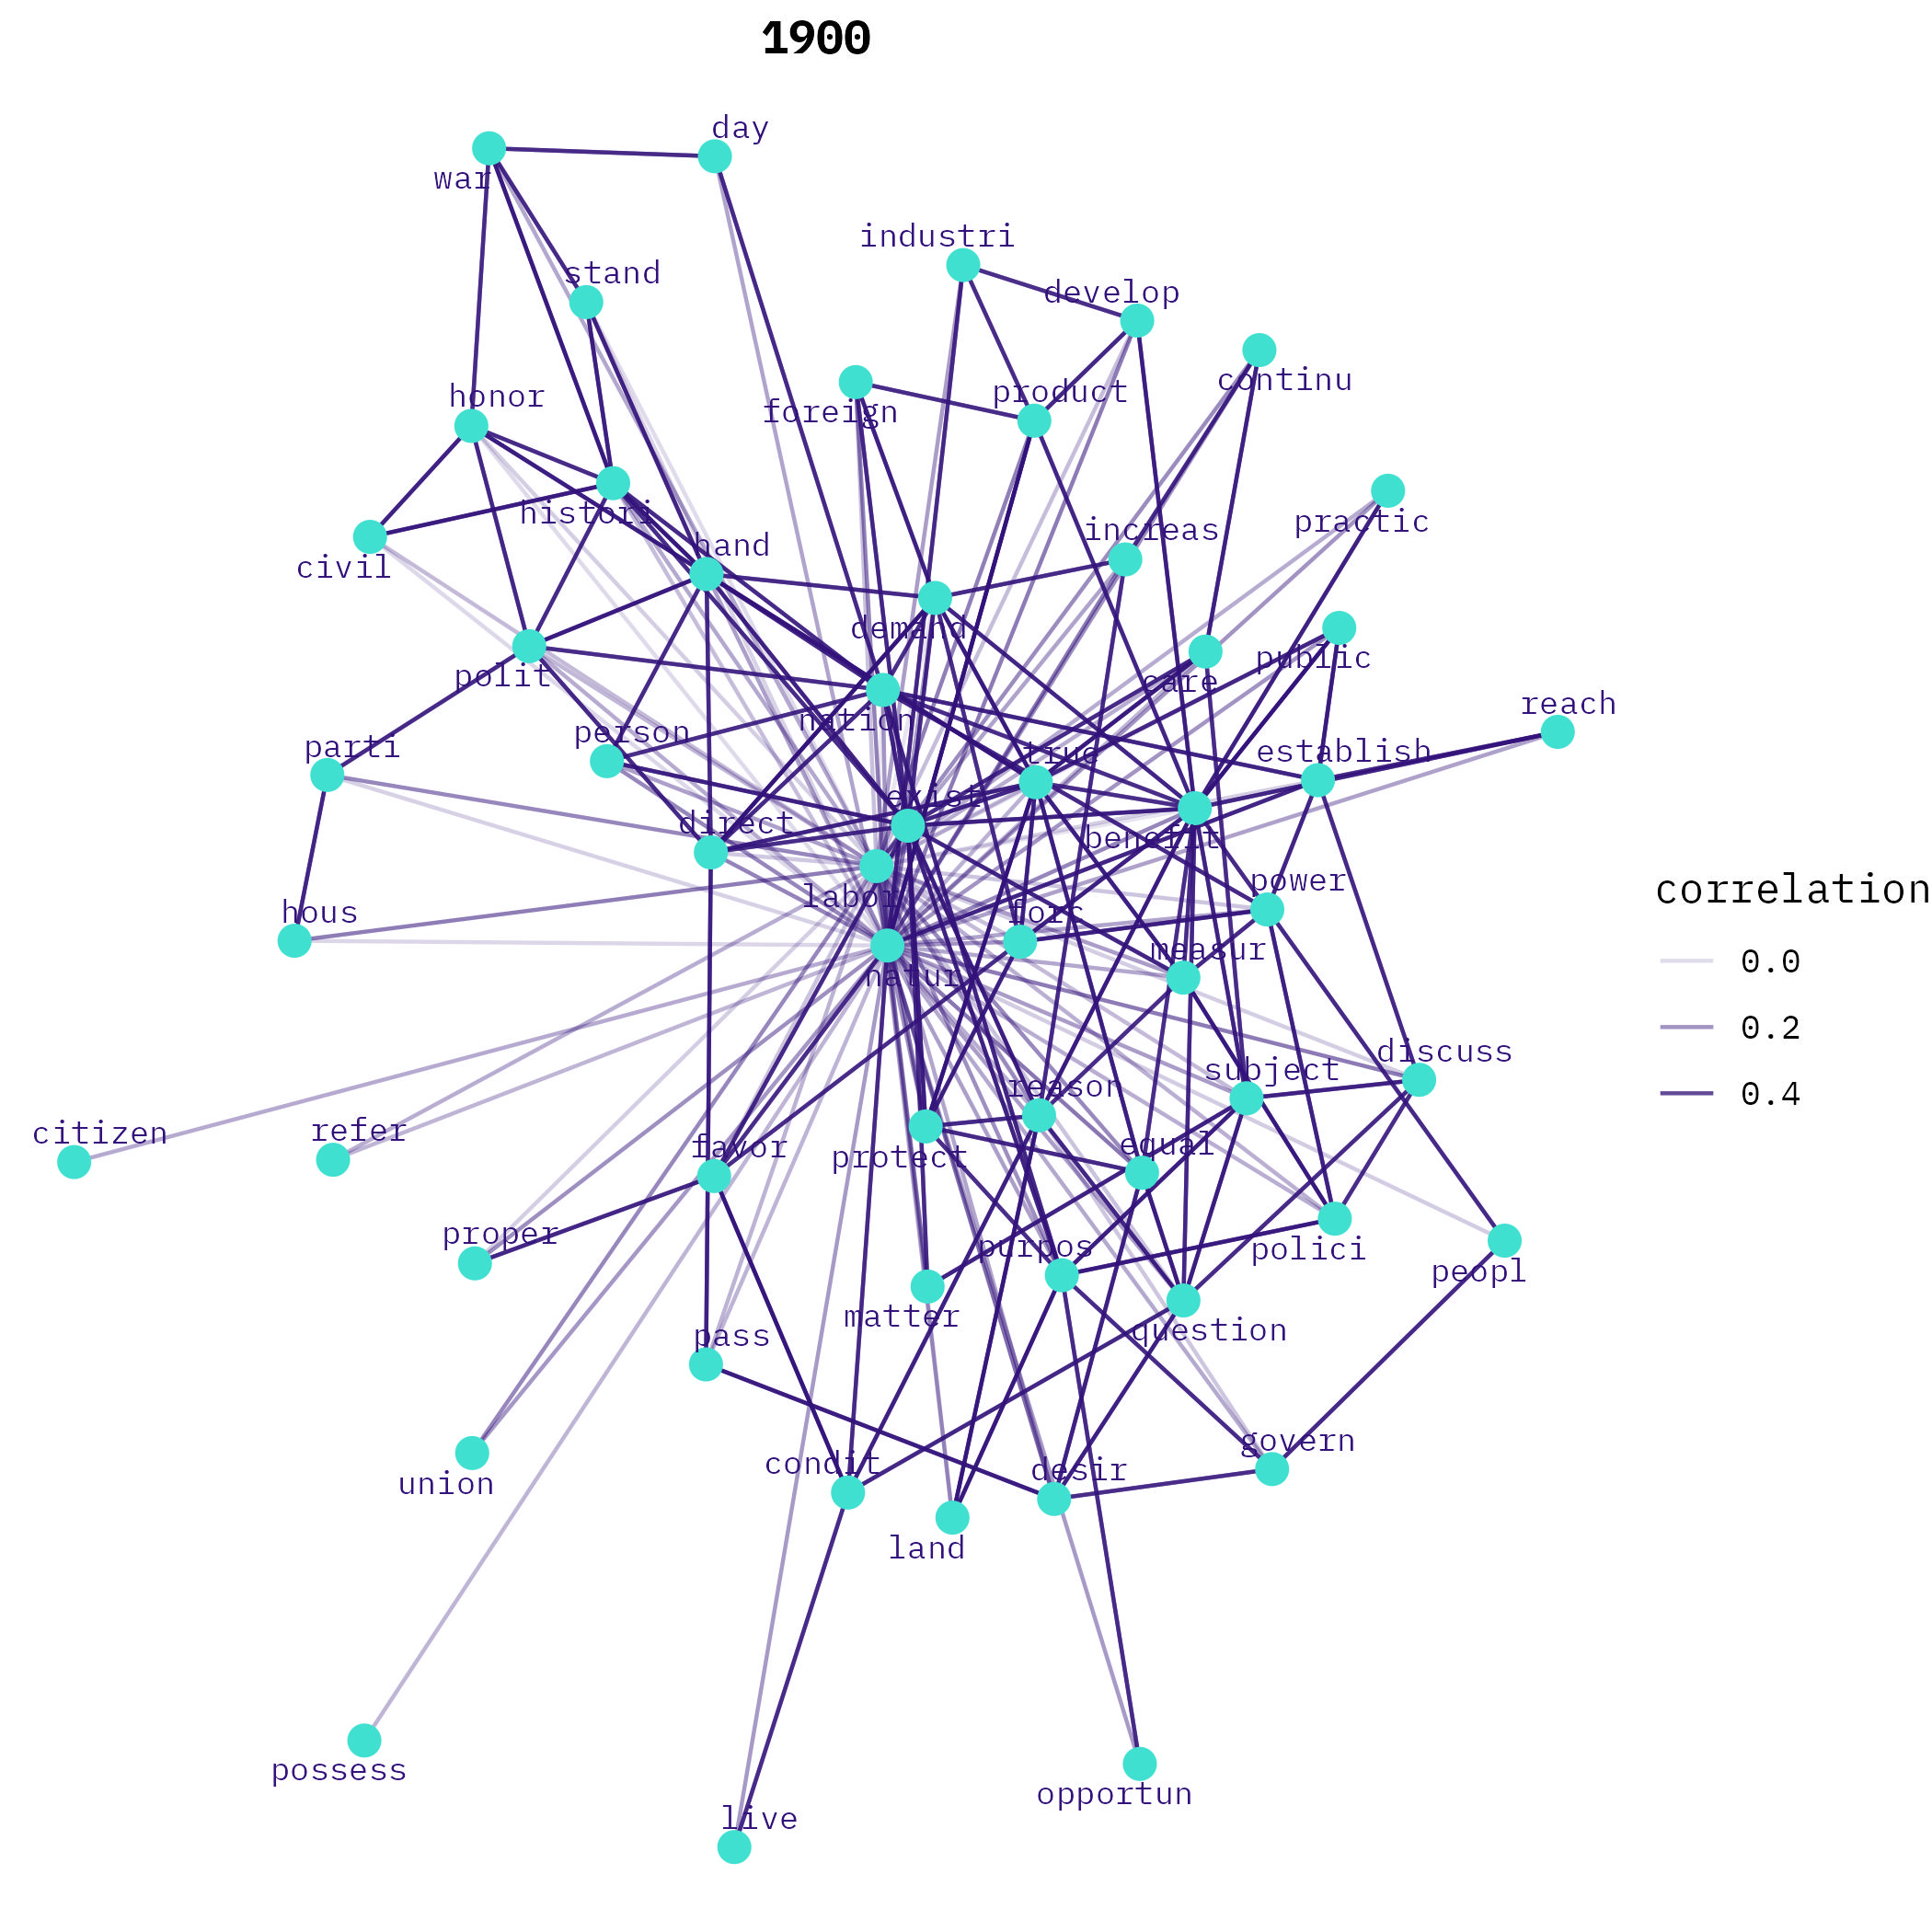 1900
day
war
industri
stand
develop
continu
honor
product
foreign
histori
practic
increas
hand
civil
demand
public
polit
care
reach
nation
person
parti
true
establish
exist
direct
benefit
power
labor
hous
forc
measur
natur
discuss
subject
reason
citizen
refer
favor
equal
protect
proper
purpos
polici
peopl
matter
question
pass
govern
condit
desir
union
land
possess
opportun
live
correlation
0.0
0.2
0.4